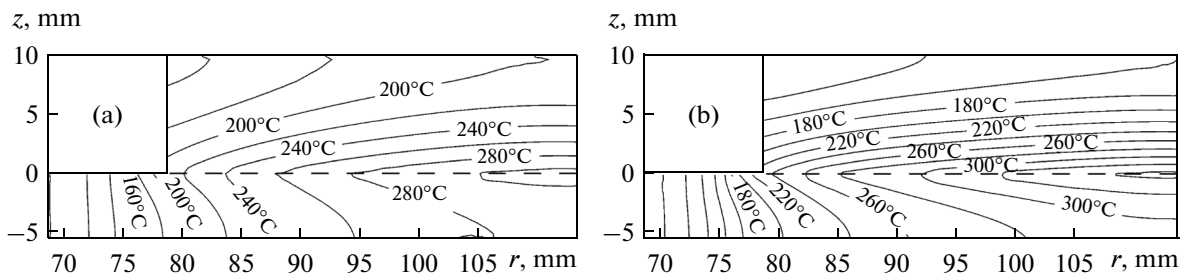 z, mm z, mm
10 10
(a) 200°C (b)
5 200°C 5 180°C 180°C
240°C 240°C 220°C 220°C 260°C
280°C 260°C 300°C
0 0
160°C 200°C 240°C 280°C 180°C 220°C 260°C 300°C
−5 −5
70 75 80 85 90 95 100 105 r, mm 70 75 80 85 90 95 100 105 r, mm